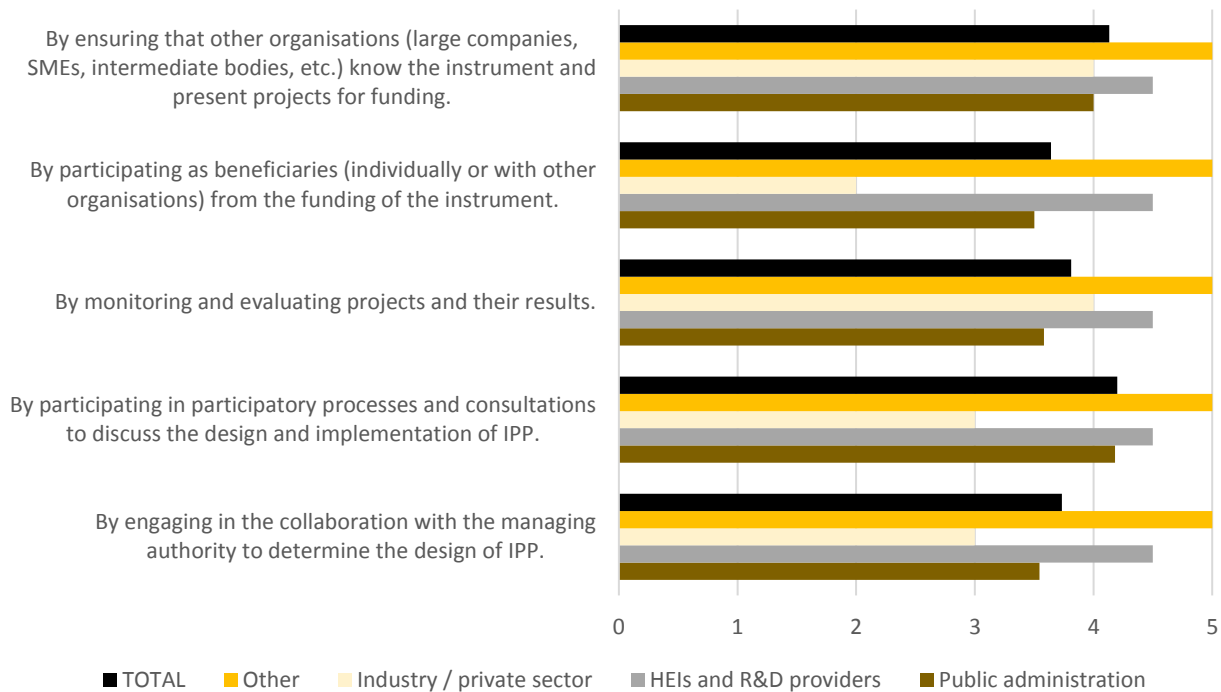 By ensuring that other organisations (large companies,
SMEs, intermediate bodies, etc.) know the instrument and
present projects for funding.
By participating as beneficiaries (individually or with other
organisations) from the funding of the instrument.
By monitoring and evaluating projects and their results.
By participating in participatory processes and consultations
to discuss the design and implementation of IPP.
By engaging in the collaboration with the managing
authority to determine the design of IPP.
0 1 2 3 4 5
TOTAL Other Industry / private sector HEIs and R&D providers Public administration